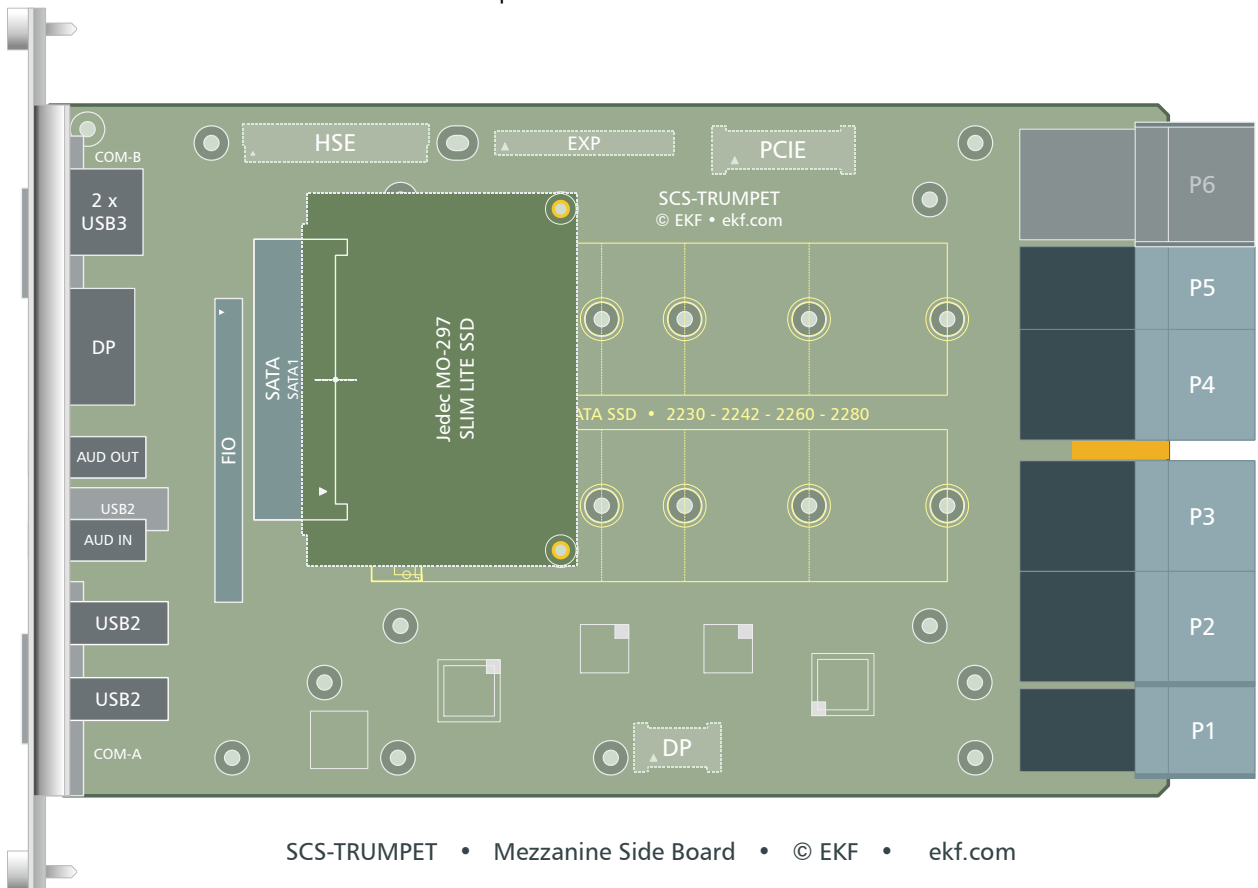 COM-B
HSE
EXP
PCIE
2 x
USB3
SCS-TRUMPET
© EKF • ekf.com
P6
P5
DP
SATA
SATA1
Jedec MO-297
SLIM LITE SSD
P4
ATA SSD • 2230 - 2242 - 2260 - 2280
FIO
AUD OUT
USB2
AUD IN
P3
USB2
P2
USB2
COM-A
DP
P1
SCS-TRUMPET • Mezzanine Side Board • © EKF • ekf.com